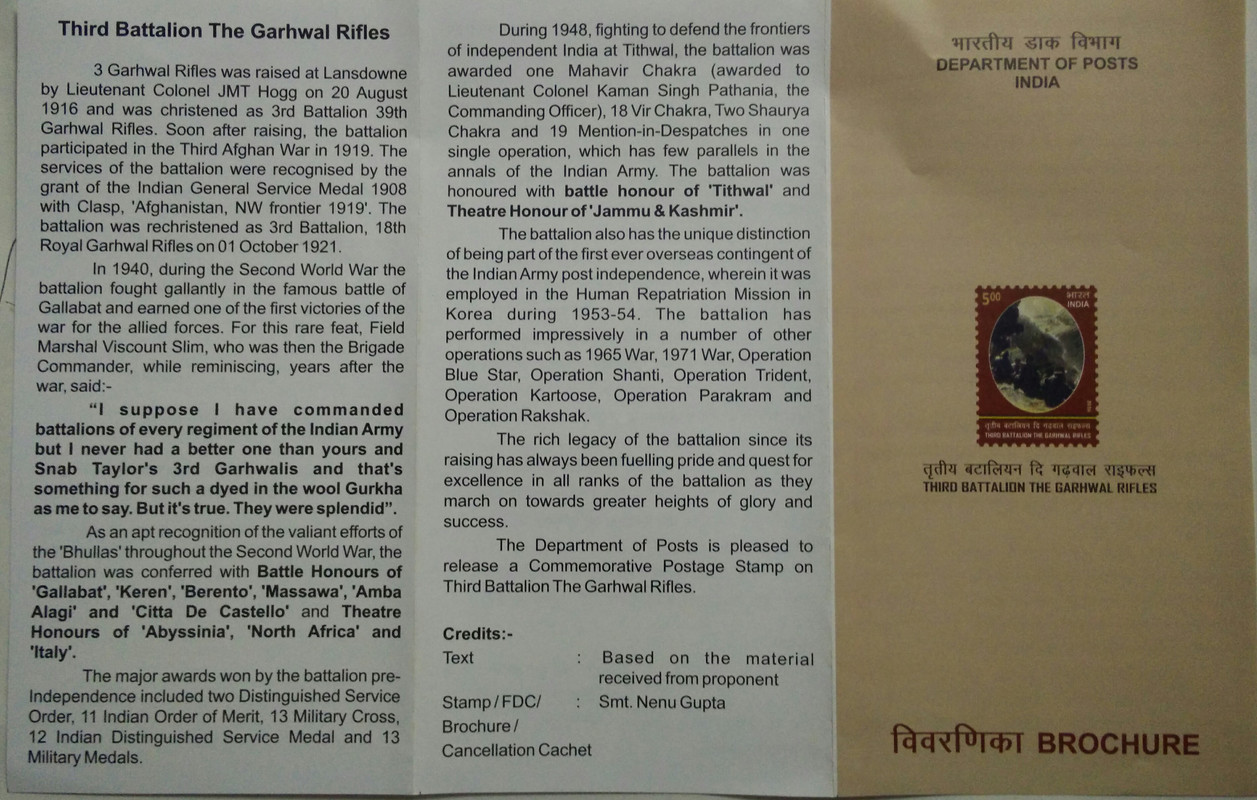 Third Battalion The Garhwal Rifles
3 Garhwal Rifles was raised at Lansdowne
by Lieutenant Colonel JMT Hogg on 20 August
1916 and was christened as 3rd Battalion 39th
Garhwal Rifles. Soon after raising, the battalion
participated in the Third Afghan War in 1919. The
services of the battalion were recognised by the
grant of the Indian General Service Medal 1908
with Clasp, 'Afghanistan, NW frontier 1919'. The
battalion was rechristened as 3rd Battalion, 18th
Royal Garhwal Rifles on 01 October 1921.
In 1940, during the Second World War the
battalion fought gallantly in the famous battle of
Gallabat and earned one of the first victories of the
war for the allied forces. For this rare feat, Field
Marshal Viscount Slim, who was then the Brigade
Commander, while reminiscing, years after the
war, said:-
“I suppose I have commanded
battalions of every regiment of the Indian Army
but I never had a better one than yours and
Snab Taylor's 3rd Garhwalis and that's
something for such a dyed in the wool Gurkha
as me to say. But it's true. They were splendid”.
As an apt recognition of the valiant efforts of
the 'Bhullas' throughout the Second World War, the
battalion was conferred with Battle Honours of
'Gallabat', 'Keren', 'Berento', 'Massawa', 'Amba
Alagi' and 'Citta De Castello' and Theatre
Honours of 'Abyssinia', 'North Africa' and
'Italy'.
The major awards won by the battalion pre-
Independence included two Distinguished Service
Order, 11 Indian Order of Merit, 13 Military Cross,
12 Indian Distinguished Service Medal and 13
Military Medals.
During 1948, fighting to defend the frontiers
of independent India at Tithwal, the battalion was
awarded one Mahavir Chakra (awarded to
Lieutenant Colonel Kaman Singh Pathania, the
Commanding Officer), 18 Vir Chakra, Two Shaurya
Chakra and 19 Mention-in-Despatches in one
single operation, which has few parallels in the
annals of the Indian Army. The battalion was
honoured with battle honour of 'Tithwal' and
Theatre Honour of 'Jammu & Kashmir'.
The battalion also has the unique distinction
of being part of the first ever overseas contingent of
the Indian Army post independence, wherein it was
employed in the Human Repatriation Mission in
Korea during 1953-54. The battalion has
performed impressively in a number of other
operations such as 1965 War, 1971 War, Operation
Blue Star, Operation Shanti, Operation Trident,
Operation Kartoose, Operation Parakram and
Operation Rakshak.
The rich legacy of the battalion since its
raising has always been fuelling pride and quest for
excellence in all ranks of the battalion as they
march on towards greater heights of glory and
success.
The Department of Posts is pleased to
release a Commemorative Postage Stamp on
Third Battalion The Garhwal Rifles.
Credits:-
Text : Based on the material
received from proponent
Stamp / FDC/ : Smt. Nenu Gupta
Brochure /
Cancellation Cachet
भारतीय डाक विभाग
DEPARTMENT OF POSTS
INDIA
500 भारत
INDIA
तृतीय बटालियन दि गढ़वाल राइफल्स
THIRD BATTALION THE GARHWAL RIFLES
तृतीय बटालियन दि गढ़वाल राइफल्स
THIRD BATTALION THE GARHWAL RIFLES
विवरणिका BROCHURE